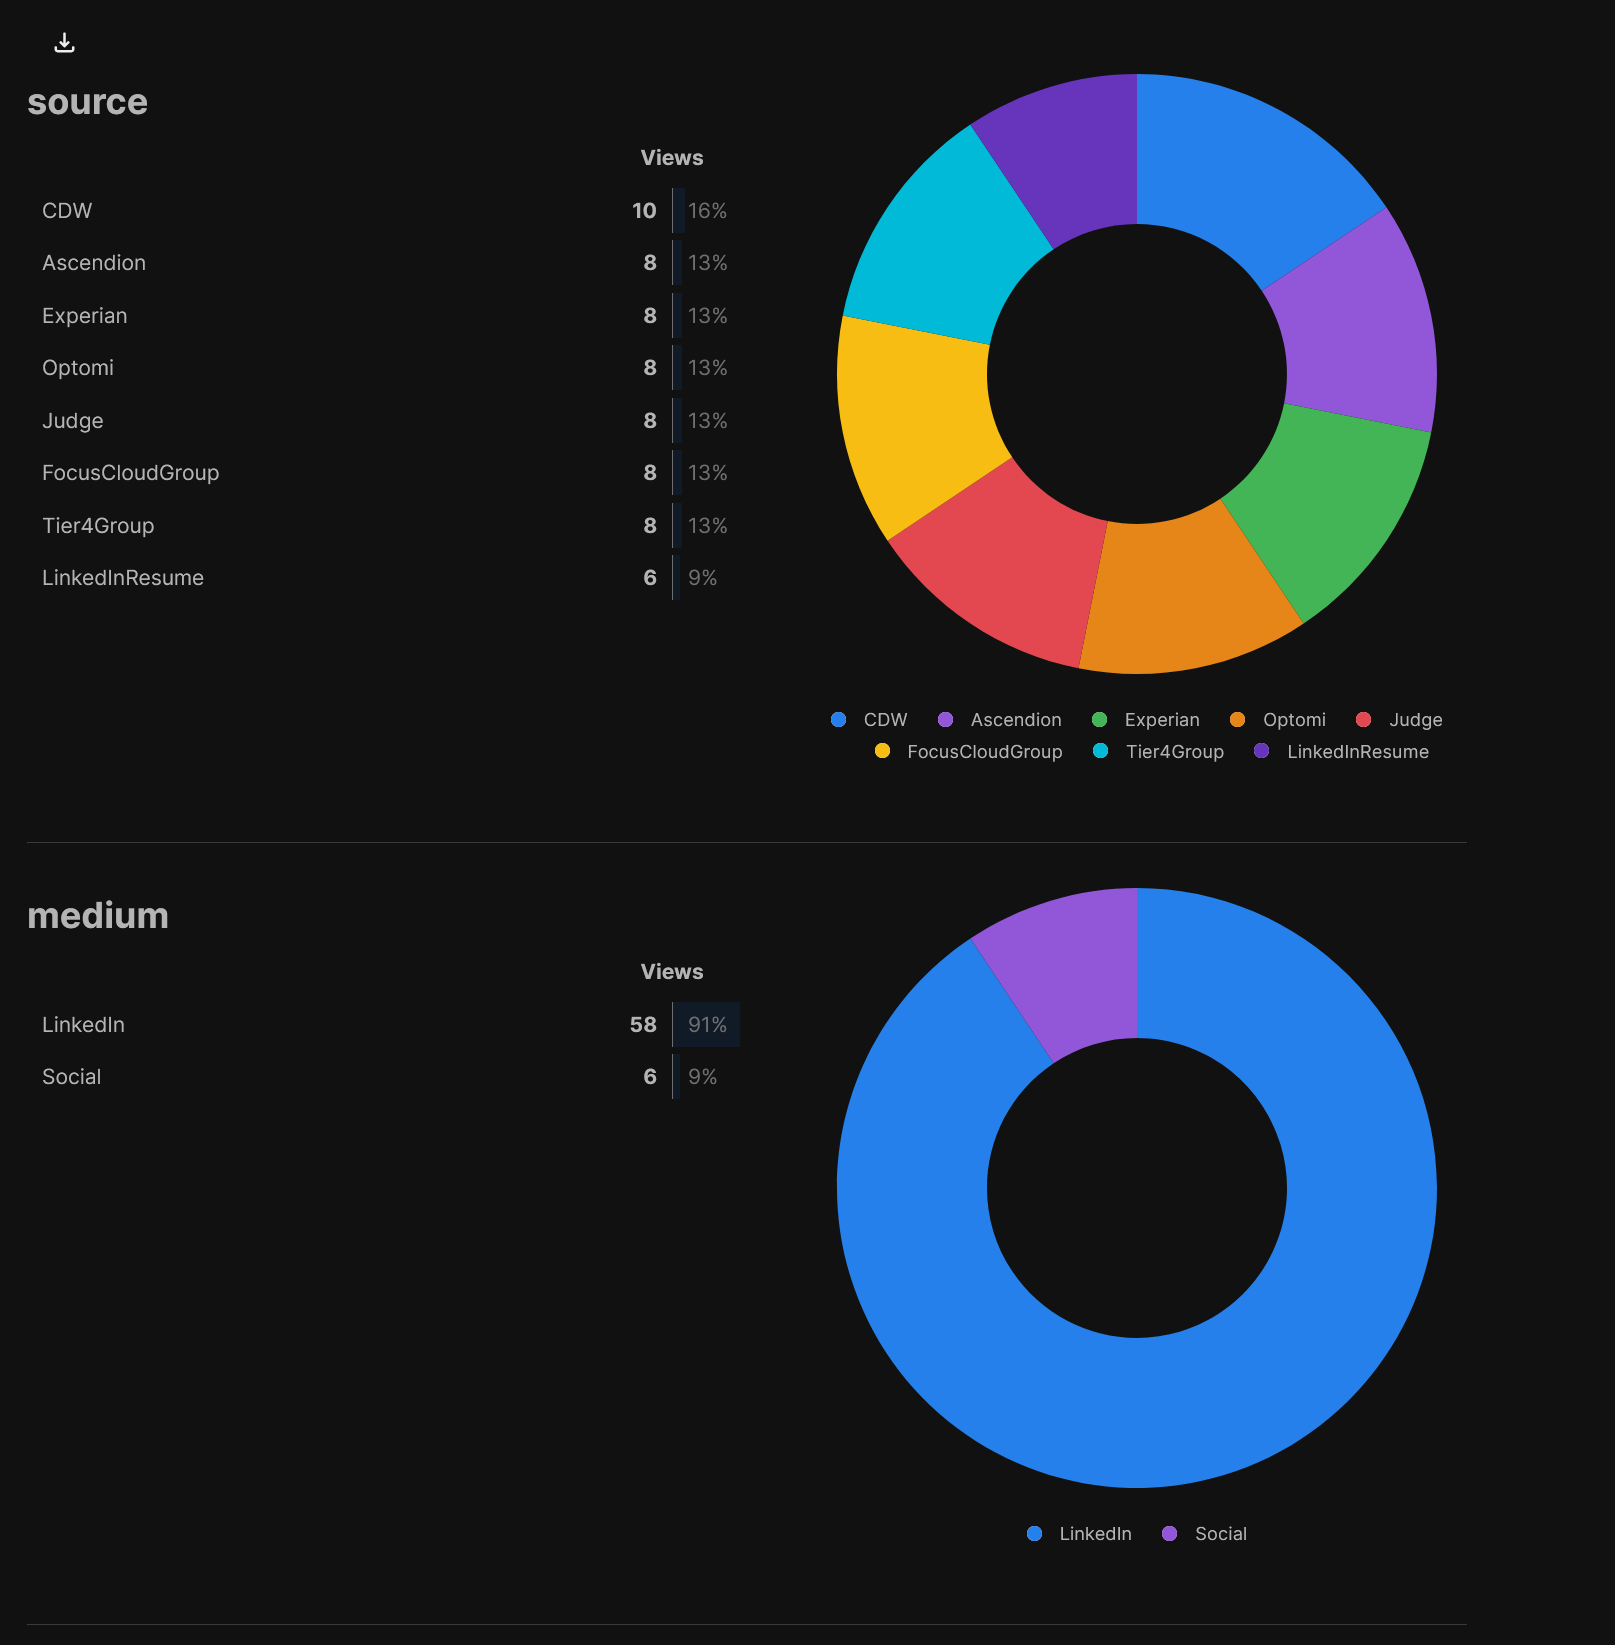 source
Views
CDW 10 16%
Ascendion 8 13%
Experian 8 13%
Optomi 8 13%
Judge 8 13%
FocusCloudGroup 8 13%
Tier4Group 8 13%
LinkedInResume 6 9%
CDW Ascendion Experian Optomi Judge
FocusCloudGroup Tier4Group LinkedInResume
medium
Views
LinkedIn 58 91%
Social 6 9%
LinkedIn Social